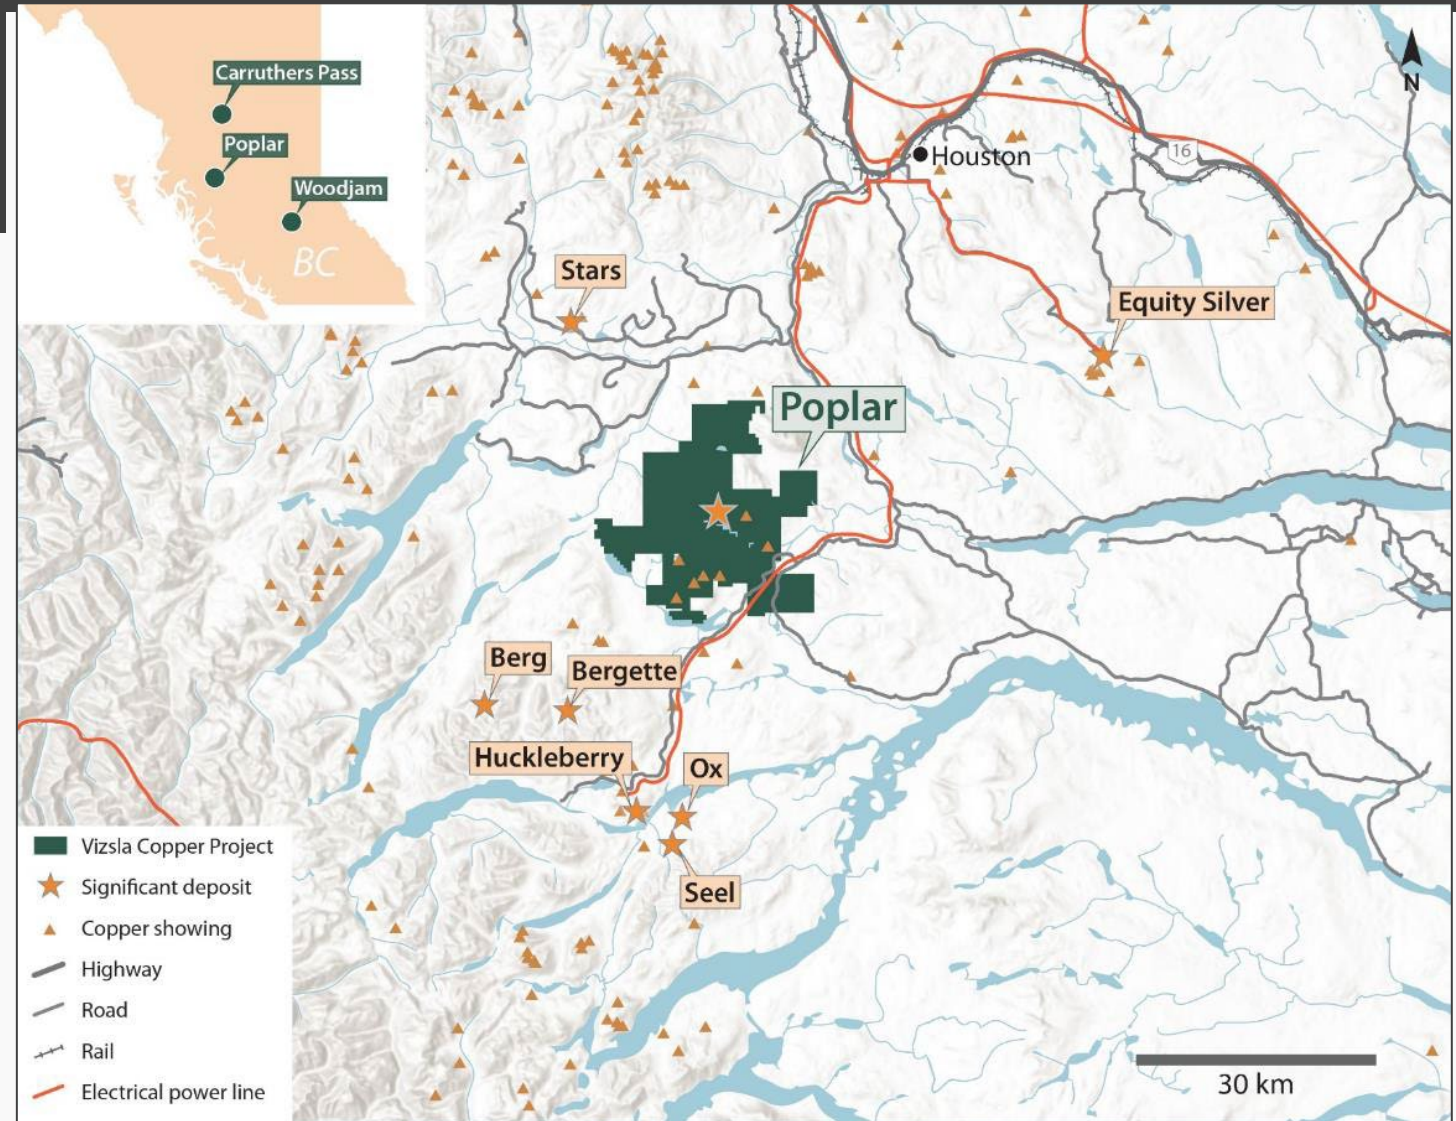 Carruthers Pass
Poplar
Woodjam
BC
N
Houston
16
Stars
Equity Silver
Poplar
Berg
Bergette
Huckleberry
Ox
Seel
Vizsla Copper Project
Significant deposit
Copper showing
Highway
Road
Rail
Electrical power line
30 km